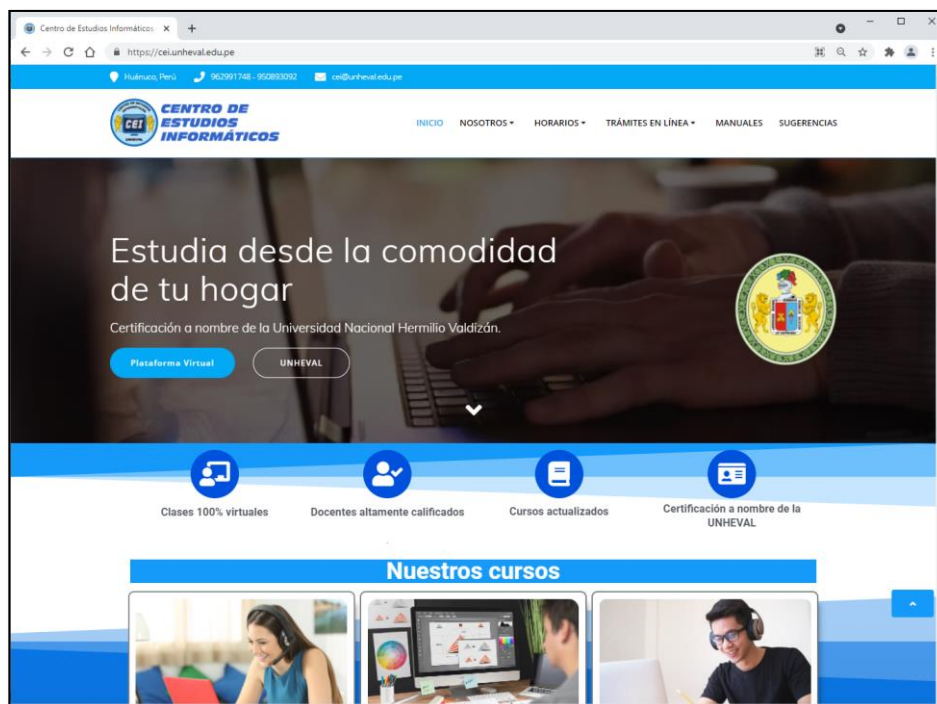 Centro de Estudios Informáticos
https://cei.unheval.edu.pe
Huánuco, Perú 962991748 - 950893092 cei@unheval.edu.pe
CEI
CENTRO DE
ESTUDIOS
INFORMÁTICOS
INICIO NOSOTROS HORARIOS TRÁMITES EN LÍNEA MANUALES SUGERENCIAS
Estudia desde la comodidad
de tu hogar
Certificación a nombre de la Universidad Nacional Hermilio Valdizán.
Plataforma Virtual UNHEVAL
Clases 100% virtuales Docentes altamente calificados Cursos actualizados Certificación a nombre de la
UNHEVAL
Nuestros cursos